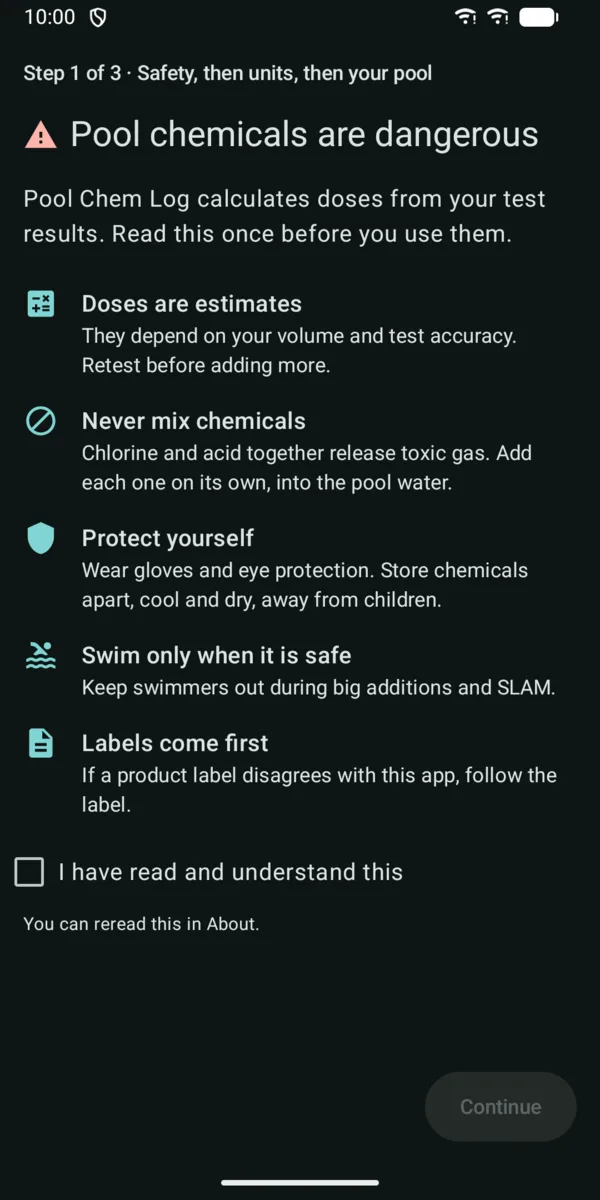 10:00
Step 1 of 3 · Safety, then units, then your pool
Pool chemicals are dangerous
Pool Chem Log calculates doses from your test
results. Read this once before you use them.
Doses are estimates
They depend on your volume and test accuracy.
Retest before adding more.
Never mix chemicals
Chlorine and acid together release toxic gas. Add
each one on its own, into the pool water.
Protect yourself
Wear gloves and eye protection. Store chemicals
apart, cool and dry, away from children.
Swim only when it is safe
Keep swimmers out during big additions and SLAM.
Labels come first
If a product label disagrees with this app, follow the
label.
I have read and understand this
You can reread this in About.
Continue